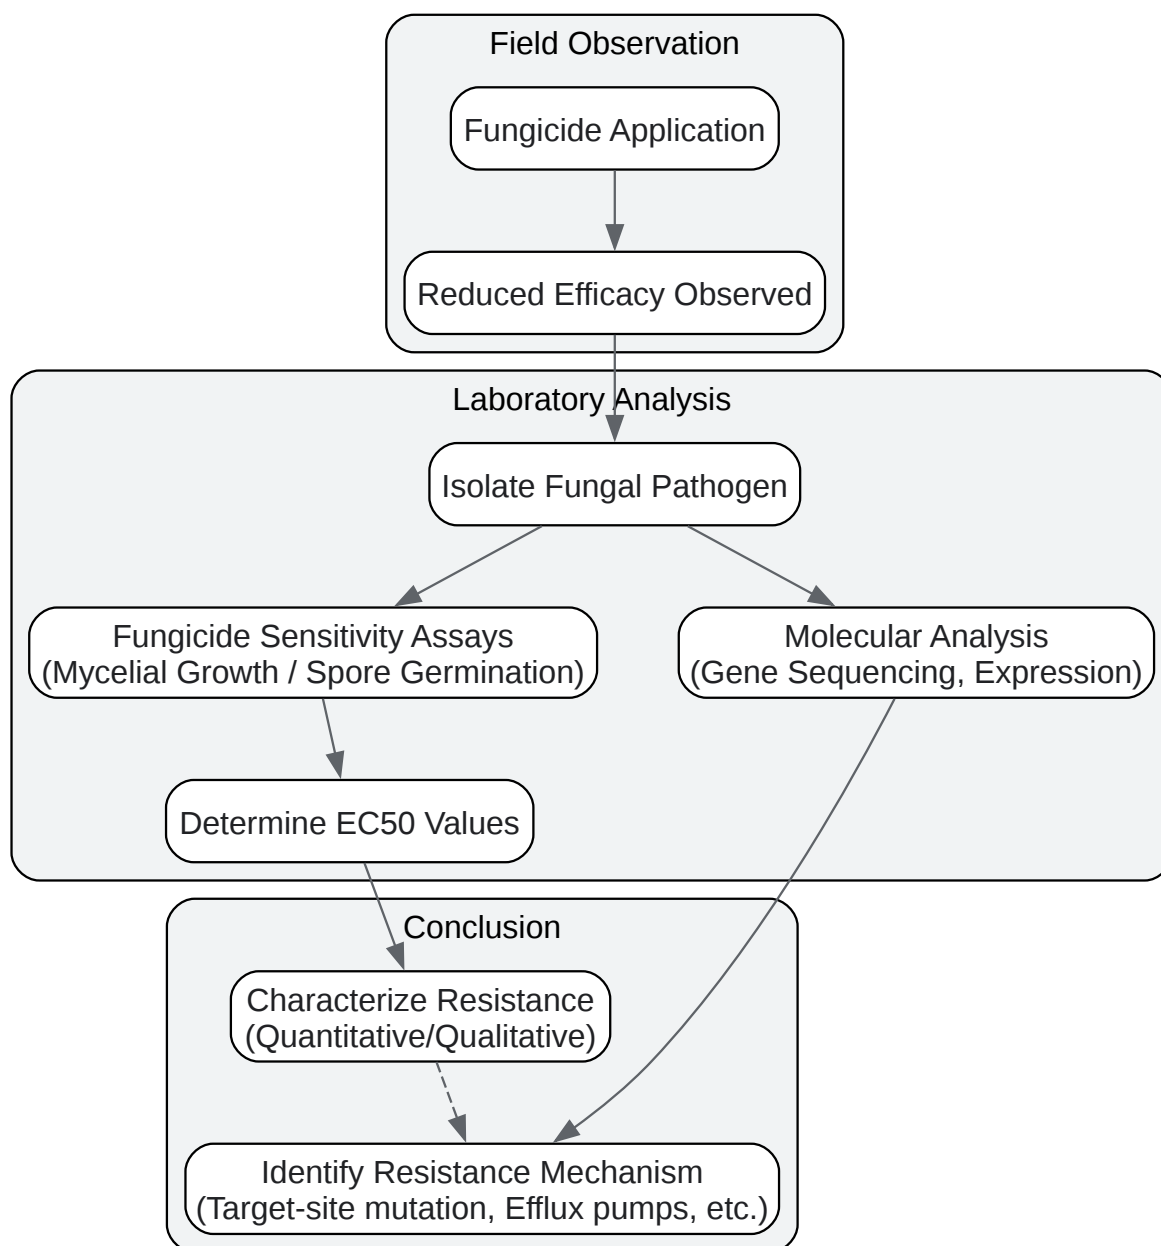 Field Observation
Fungicide Application
Reduced Efficacy Observed
Laboratory Analysis
Isolate Fungal Pathogen
Fungicide Sensitivity Assays
(Mycelial Growth / Spore Germination)
Molecular Analysis
(Gene Sequencing, Expression)
Determine EC50 Values
Conclusion
Characterize Resistance
(Quantitative/Qualitative)
Identify Resistance Mechanism
(Target-site mutation, Efflux pumps, etc.)